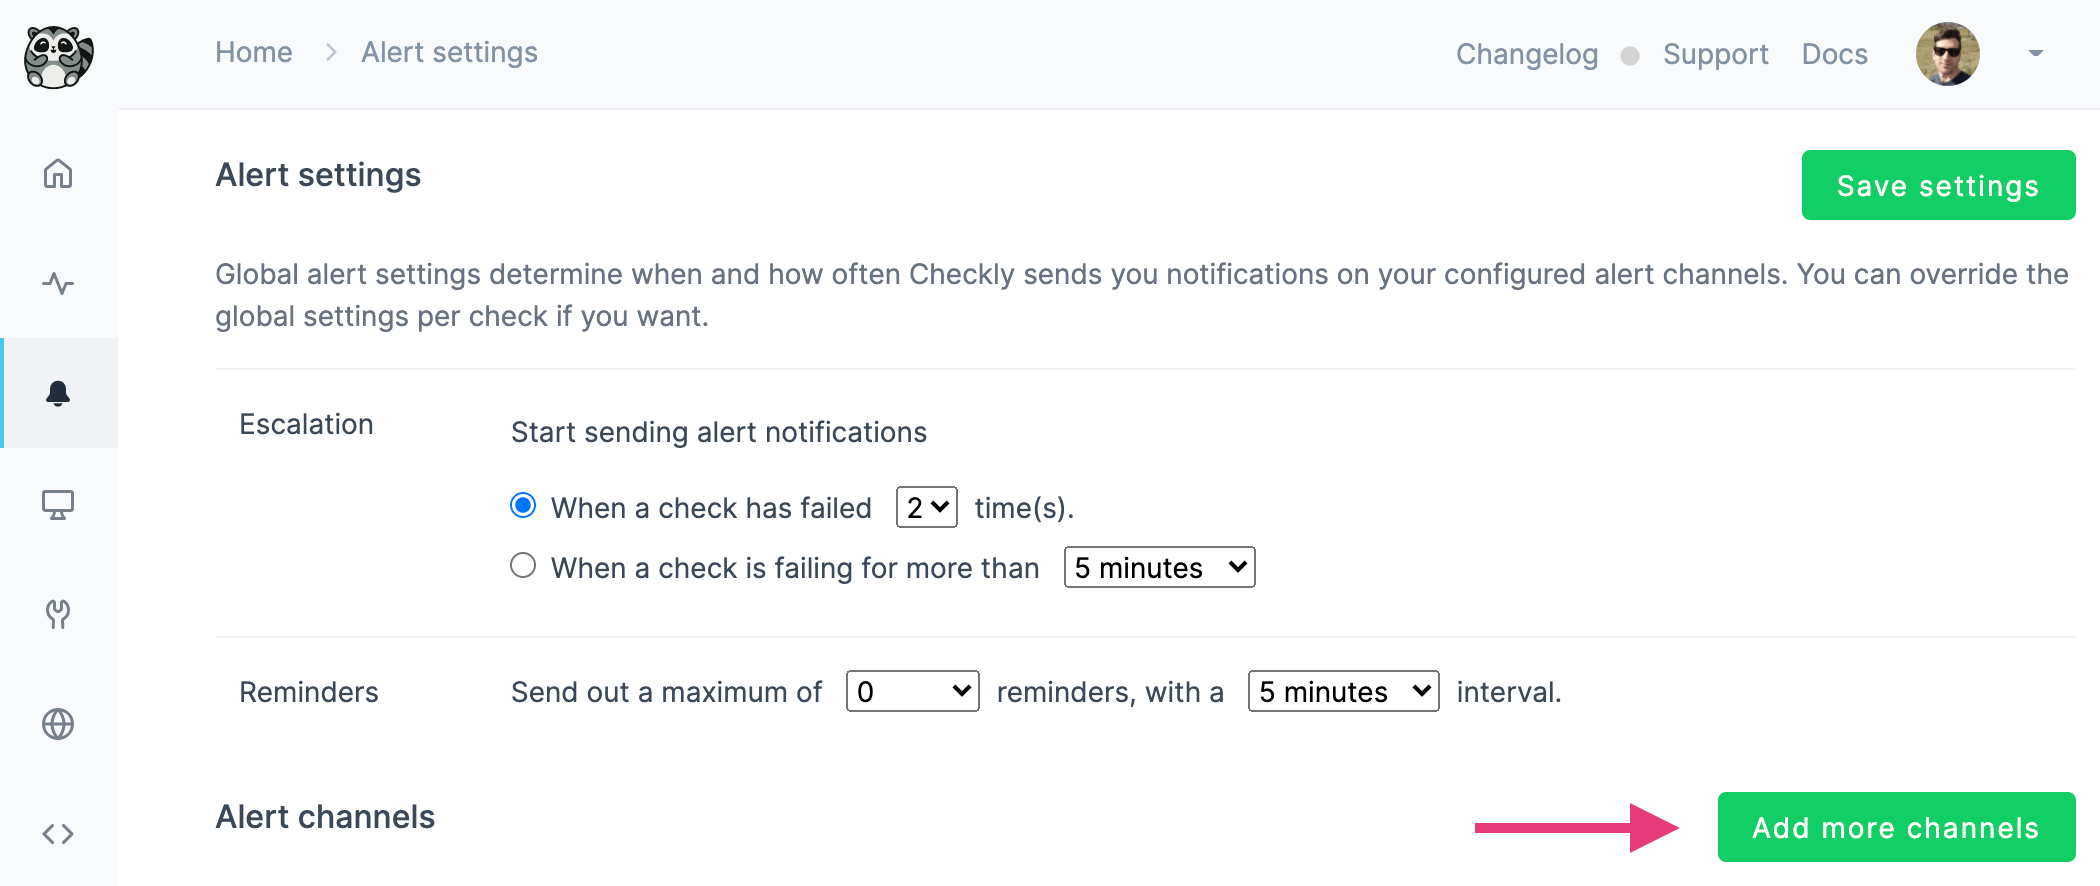 Home > Alert settings
Changelog Support Docs
Alert settings
Save settings
Global alert settings determine when and how often Checkly sends you notifications on your configured alert channels. You can override the
global settings per check if you want.
Escalation
Start sending alert notifications
When a check has failed 2 time(s).
When a check is failing for more than 5 minutes
Reminders
Send out a maximum of 0 reminders, with a 5 minutes interval.
Alert channels
Add more channels